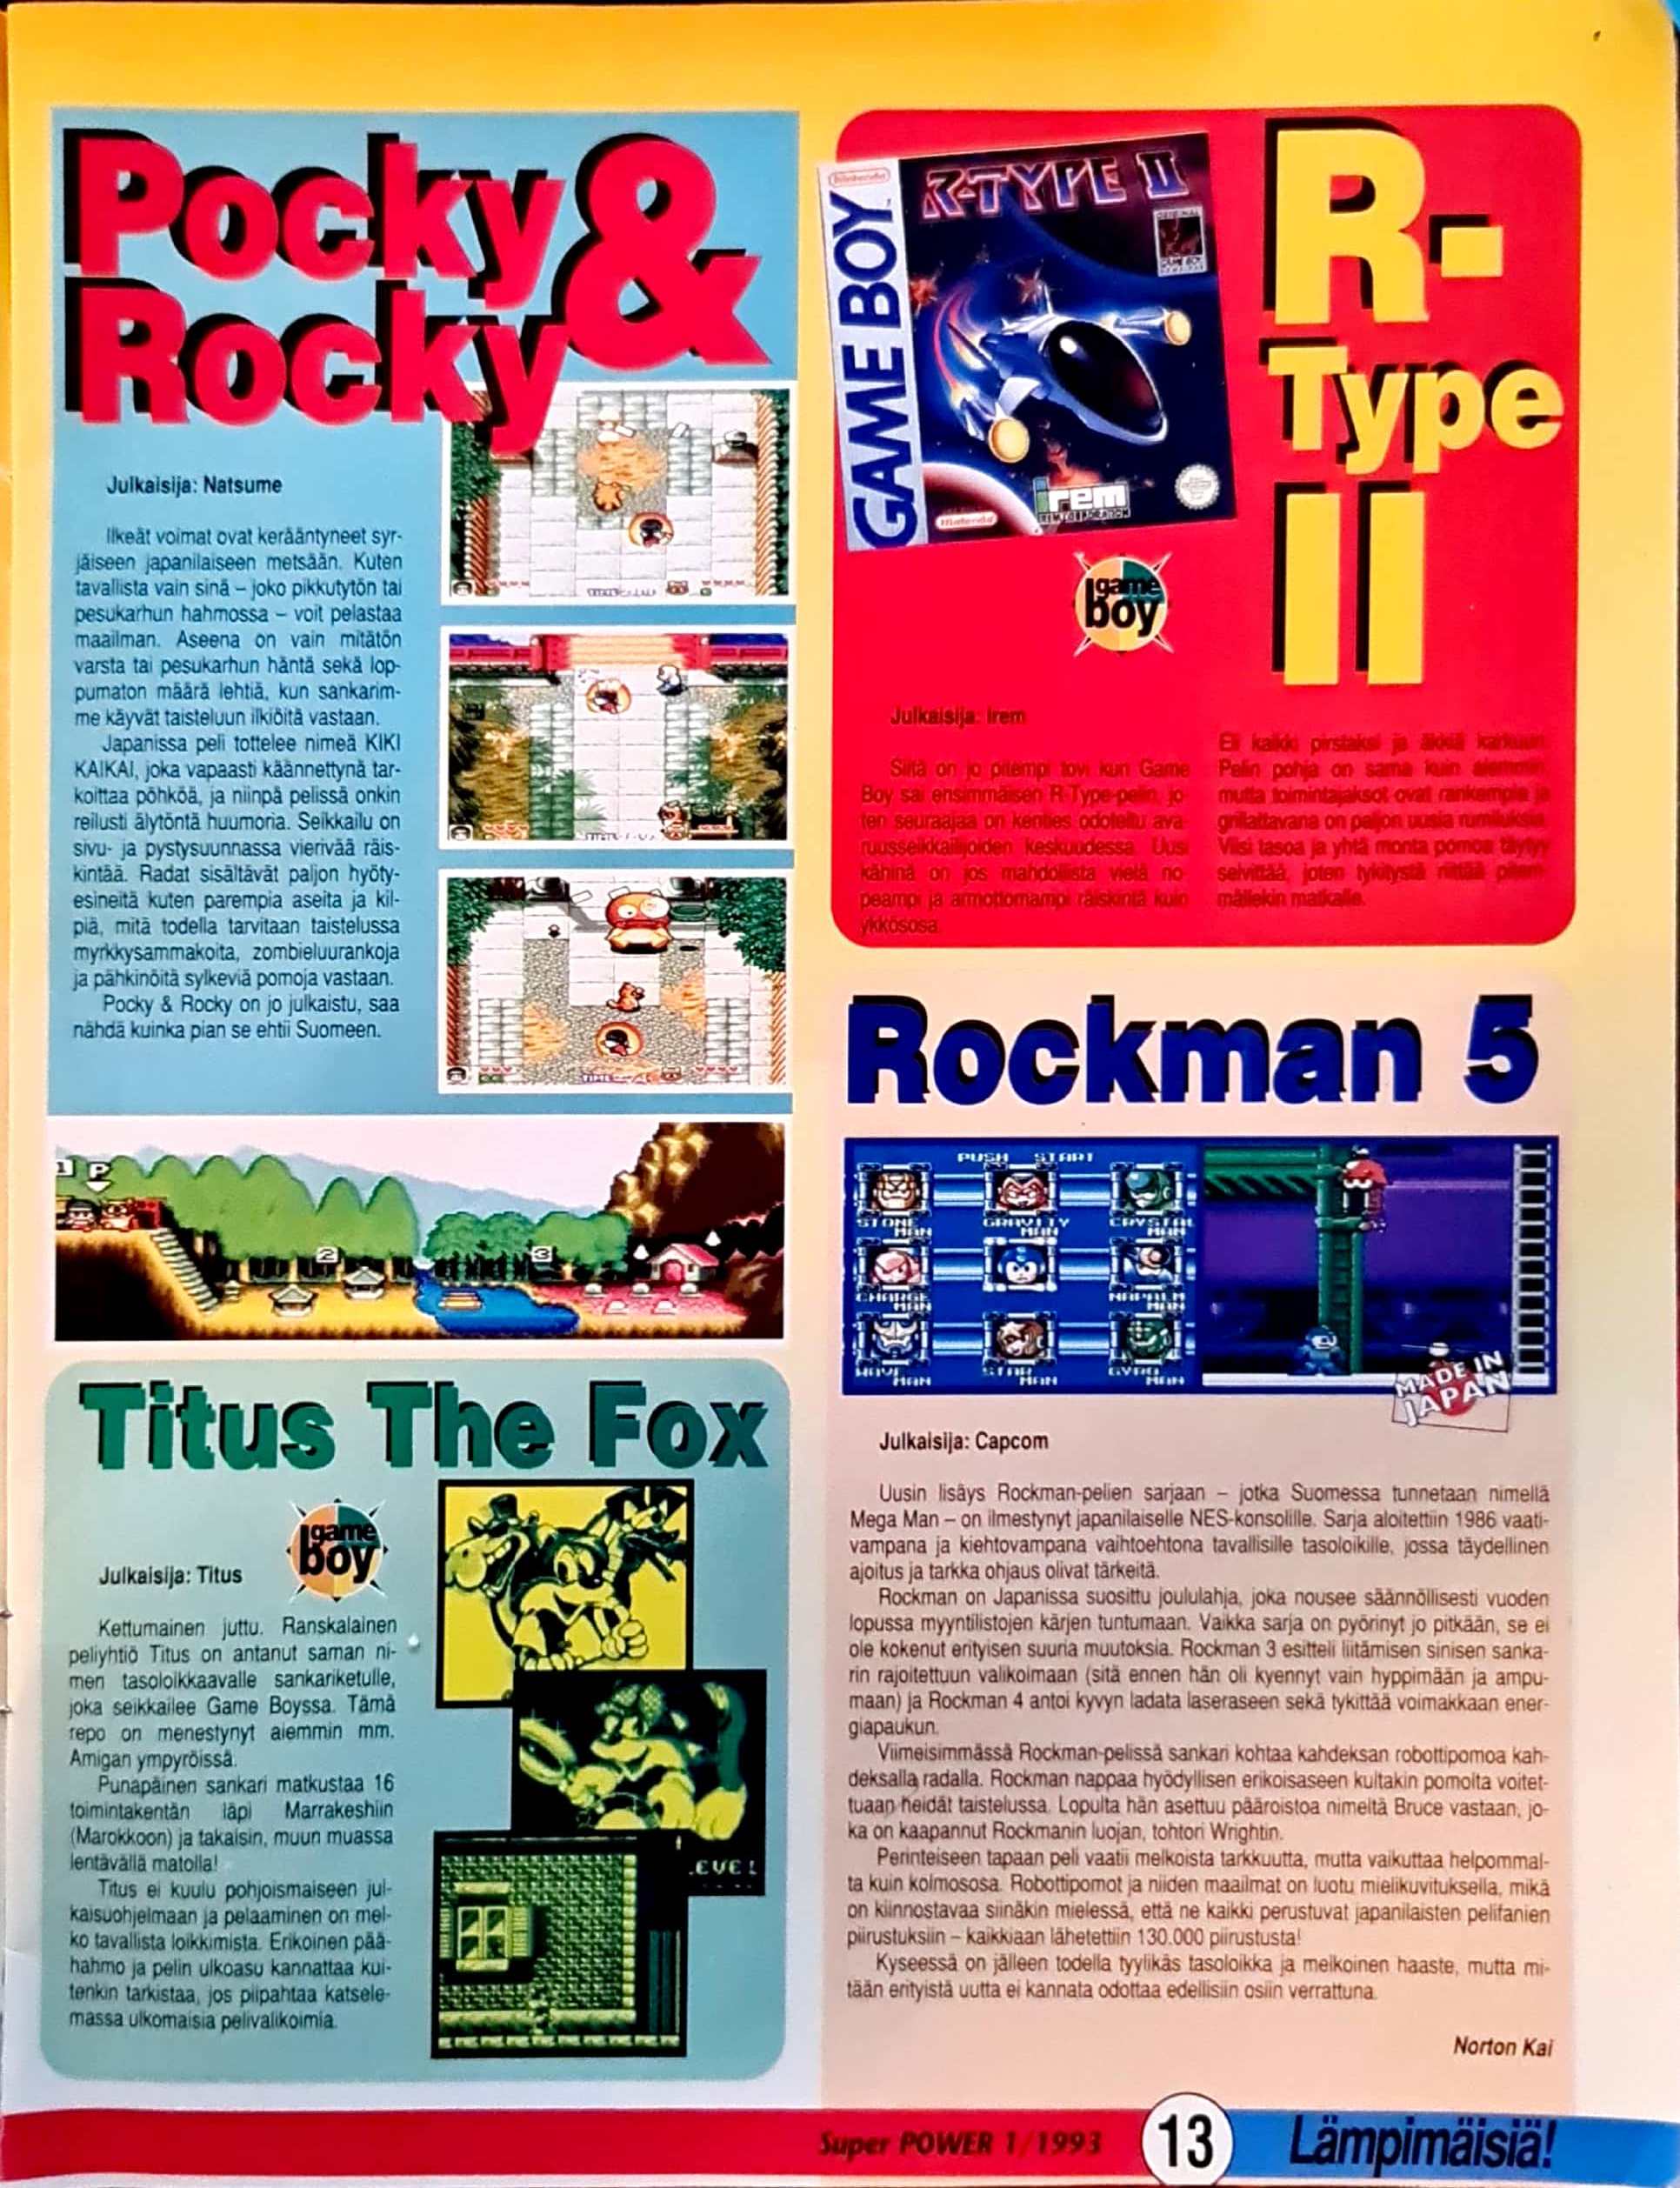 Pocky &
Rocky
Julkaisija: Natsume
Ilkeät voimat ovat kerääntyneet syr-
jäiseen japanilaiseen metsään. Kuten
tavallista vain sinä – joko pikkutytön tai
pesukarhun hahmossa – voit pelastaa
maailman. Aseena on vain mitätön
varsta tai pesukarhun häntä sekä lop-
pumaton määrä lehtiä, kun sankarim-
me käyvät taisteluun ilkiöitä vastaan.
Japanissa peli tottelee nimeä KIKI
KAIKAI, joka vapaasti käännettynä tar-
koittaa pöhköä, ja niinpä pelissä onkin
reilusti älytöntä huumoria. Seikkailu on
sivu- ja pystysuunnassa vierivää räis-
kintää. Radat sisältävät paljon hyöty-
esineitä kuten parempia aseita ja kil-
piä, mitä todella tarvitaan taistelussa
myrkkysammakoita, zombieluurankoja
ja pähkinöitä sylkeviä pomoja vastaan.
Pocky & Rocky on jo julkaistu, saa
nähdä kuinka pian se ehtii Suomeen.
1 P
2
3
Titus The Fox
game
boy
Julkaisija: Titus
Kettumainen juttu. Ranskalainen
peliyhtiö Titus on antanut saman ni-
men tasoloikkaavalle sankariketulle,
joka seikkailee Game Boyssa. Tämä
repo on menestynyt aiemmin mm.
Amigan ympyröissä.
Punapäinen sankari matkustaa 16
toimintakentän läpi Marrakeshiin
(Marokkoon) ja takaisin, muun muassa
lentävällä matolla!
Titus ei kuulu pohjoismaiseen jul-
kaisuohjelmaan ja pelaaminen on mel-
ko tavallista loikkimista. Erikoinen pää-
hahmo ja pelin ulkoasu kannattaa kui-
tenkin tarkistaa, jos piipahtaa katsele-
massa ulkomaisia pelivalikoimia.
LEVEL
R-
Type
II
GAME BOY
Nintendo
R-TYPE II
irem
IREM CORPORATION
Nintendo
game
boy
Julkaisija: Irem
Siitä on jo pitempi tovi kun Game
Boy sai ensimmäisen R-Type-pelin, jo-
ten seuraajaa on kenties odoteltu ava-
ruusseikkailijoiden keskuudessa. Uusi
kähinä on jos mahdollista vielä no-
peampi ja armottomampi räiskintä kuin
ykkösosa.
Eli kaikki pirstaksi ja äkkiä karkuun.
Pelin pohja on sama kuin aiemmin,
mutta toimintajaksot ovat rankempia ja
grillattavana on paljon uusia rumiluksia.
Viisi tasoa ja yhtä monta pomoa täytyy
selvittää, joten tykitystä riittää pitem-
mällekin matkalle.
Rockman 5
PUSH START
STONE MAN
GRAVITY MAN
CRYSTAL MAN
CHARGE MAN
NAPALM MAN
WAVE MAN
STAR MAN
GYRO MAN
MADE IN
JAPAN
Julkaisija: Capcom
Uusin lisäys Rockman-pelien sarjaan – jotka Suomessa tunnetaan nimellä
Mega Man – on ilmestynyt japanilaiselle NES-konsolille. Sarja aloitettiin 1986 vaati-
vampana ja kiehtovampana vaihtoehtona tavallisille tasoloikille, jossa täydellinen
ajoitus ja tarkka ohjaus olivat tärkeitä.
Rockman on Japanissa suosittu joululahja, joka nousee säännöllisesti vuoden
lopussa myyntilistojen kärjen tuntumaan. Vaikka sarja on pyörinyt jo pitkään, se ei
ole kokenut erityisen suuria muutoksia. Rockman 3 esitteli liitämisen sinisen sanka-
rin rajoitettuun valikoimaan (sitä ennen hän oli kyennyt vain hyppimään ja ampu-
maan) ja Rockman 4 antoi kyvyn ladata laseraseen sekä tykittää voimakkaan ener-
giapaukun.
Viimeisimmässä Rockman-pelissä sankari kohtaa kahdeksan robottipomoa kah-
deksalla radalla. Rockman nappaa hyödyllisen erikoisaseen kultakin pomolta voitet-
tuaan heidät taistelussa. Lopulta hän asettuu pääroistoa nimeltä Bruce vastaan, jo-
ka on kaapannut Rockmanin luojan, tohtori Wrightin.
Perinteiseen tapaan peli vaatii melkoista tarkkuutta, mutta vaikuttaa helpommal-
ta kuin kolmososa. Robottipomot ja niiden maailmat on luotu mielikuvituksella, mikä
on kiinnostavaa siinäkin mielessä, että ne kaikki perustuvat japanilaisten pelifanien
piirustuksiin – kaikkiaan lähetettiin 130.000 piirustusta!
Kyseessä on jälleen todella tyylikäs tasoloikka ja melkoinen haaste, mutta mi-
tään erityistä uutta ei kannata odottaa edellisiin osiin verrattuna.
Norton Kai
Super POWER 1/1993
13
Lämpimäisiä!